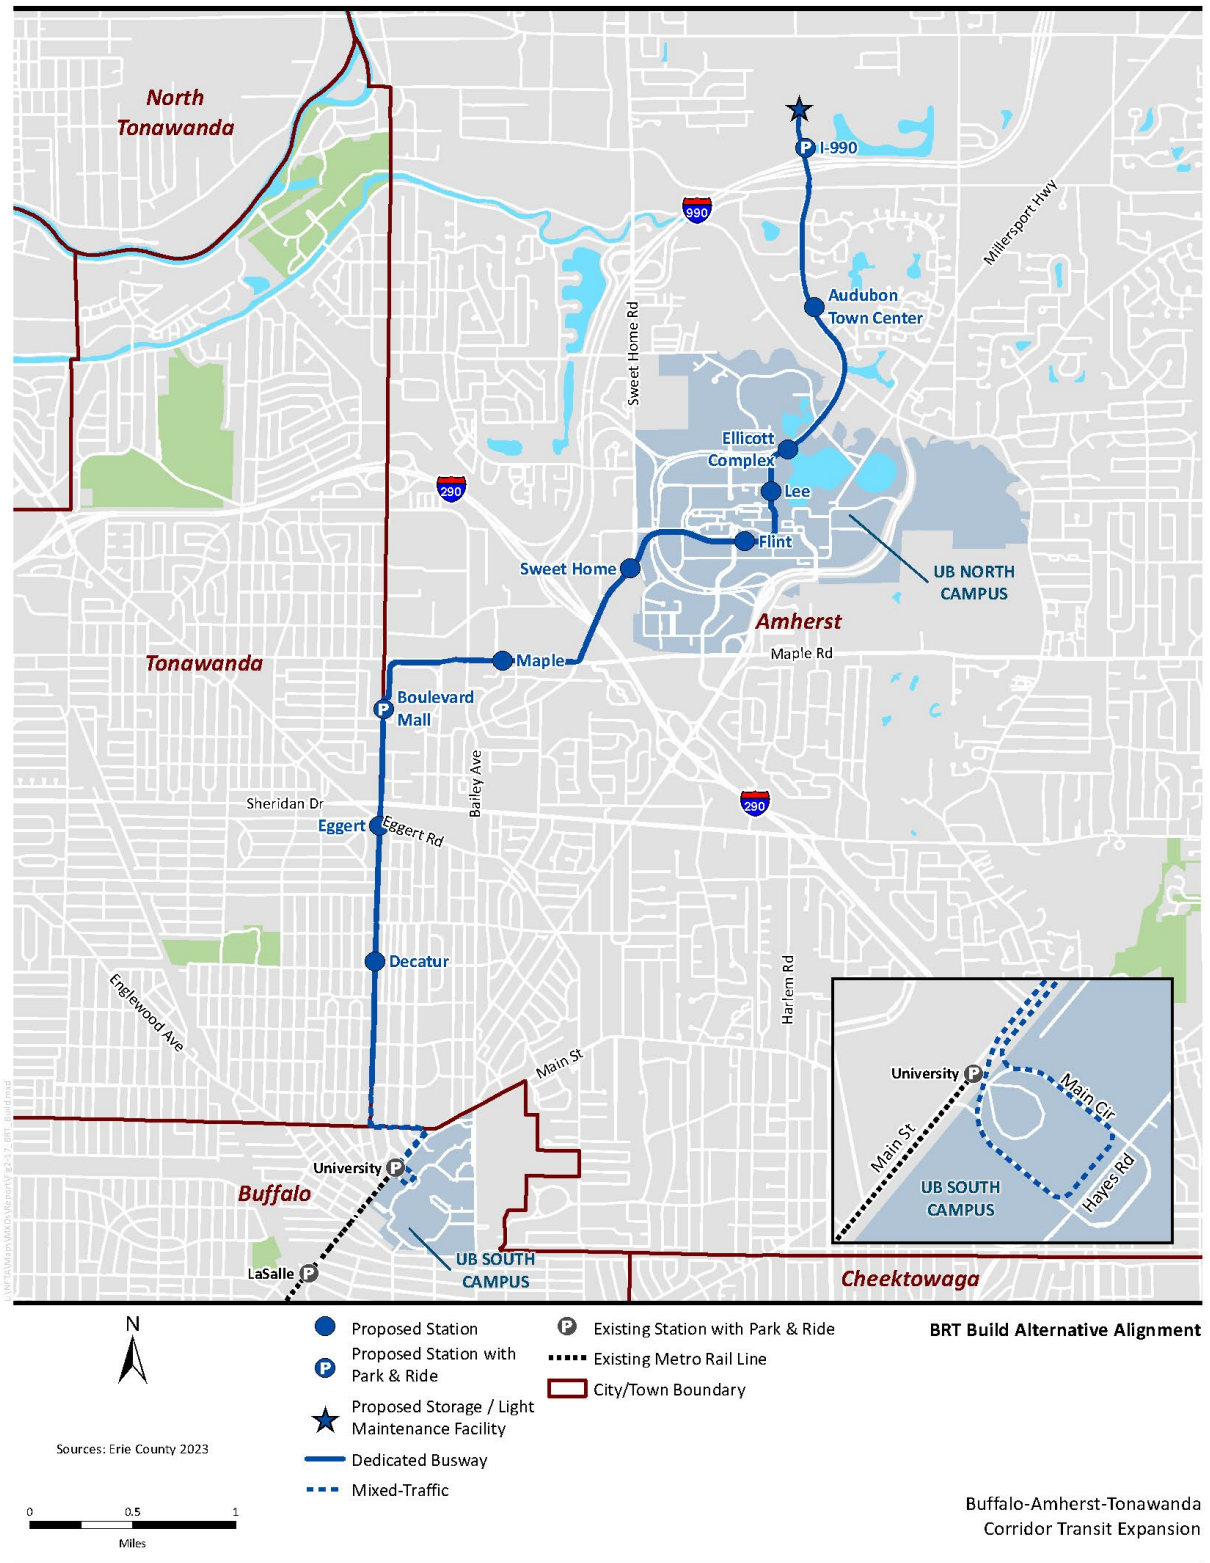 North
Tonawanda
I-990
990
Millersport Hwy
Audubon
Town Center
Sweet Home Rd
Ellicott
Complex
Lee
290
Flint
Sweet Home
UB NORTH
CAMPUS
Amherst
Maple Rd
Tonawanda
Maple
Boulevard
Mall
Bailey Ave
Sheridan Dr
290
Eggert
Eggert Rd
Decatur
Harlem Rd
Englewood Ave
Main St
University
Main Cir
Main St
Hayes Rd
UB SOUTH
CAMPUS
University
Buffalo
UB SOUTH
CAMPUS
LaSalle
Cheektowaga
N
Proposed Station
Proposed Station with
Park & Ride
Proposed Storage / Light
Maintenance Facility
Dedicated Busway
Mixed-Traffic
Existing Station with Park & Ride
Existing Metro Rail Line
City/Town Boundary
BRT Build Alternative Alignment
Sources: Erie County 2023
0 0.5 1
Miles
Buffalo-Amherst-Tonawanda
Corridor Transit Expansion